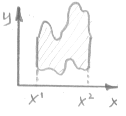 y
x¹ x² x